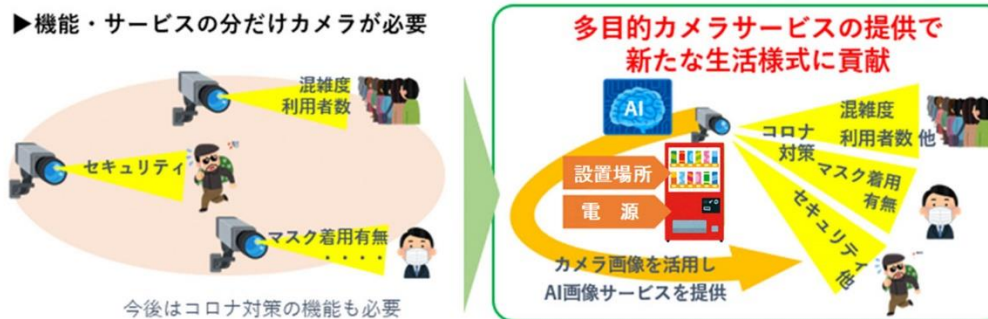 ▶機能・サービスの分だけカメラが必要
混雑度
利用者数
セキュリティ
マスク着用有無
・・・・
今後はコロナ対策の機能も必要
多目的カメラサービスの提供で
新たな生活様式に貢献
AI
設置場所
電 源
コロナ
対策
混雑度
利用者数 他
マスク着用
有無
セキュリティ
他
カメラ画像を活用し
AI画像サービスを提供